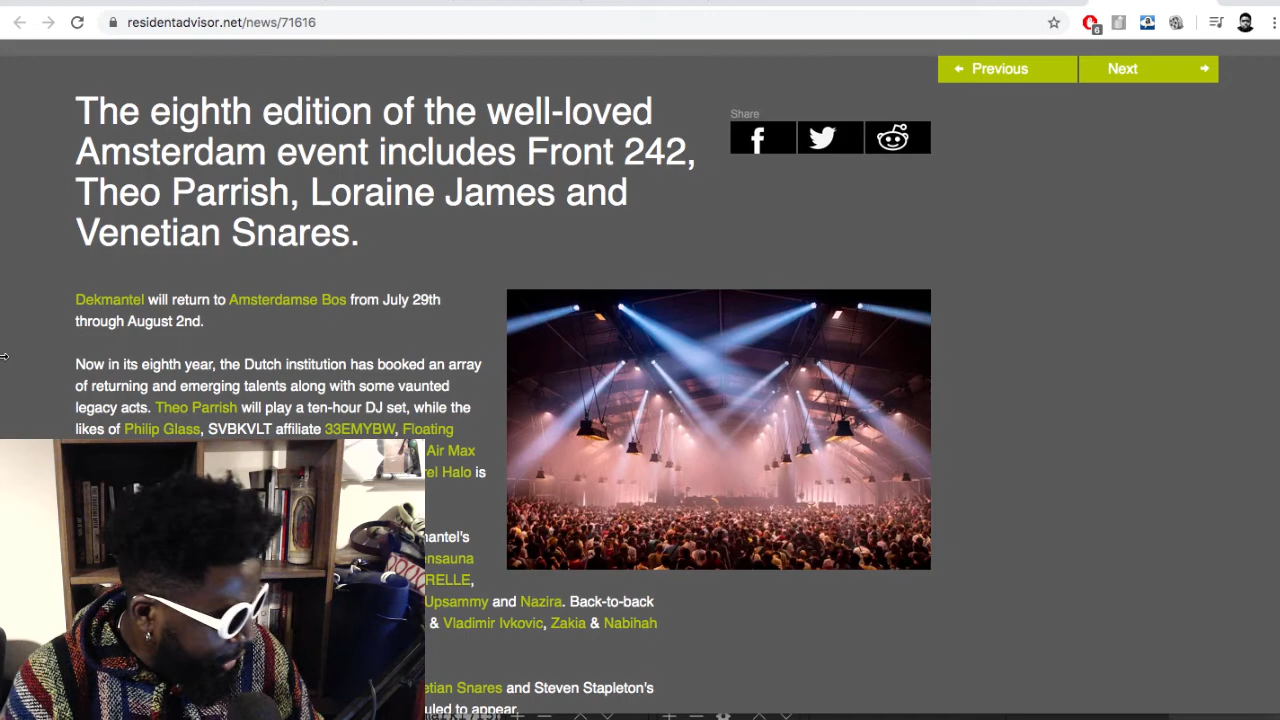 residentadvisor.net/news/71616
6
Previous
Next
The eighth edition of the well-loved
Amsterdam event includes Front 242,
Theo Parrish, Loraine James and
Venetian Snares.
Share
Dekmantel will return to Amsterdamse Bos from July 29th
through August 2nd.
Now in its eighth year, the Dutch institution has booked an array
of returning and emerging talents along with some vaunted
legacy acts. Theo Parrish will play a ten-hour DJ set, while the
likes of Philip Glass, SVBKVLT affiliate 33EMYBW, Floating
Air Max
rel Halo is
mantel's
ensauna
RELLE,
Upsammy and Nazira. Back-to-back
& Vladimir Ivkovic, Zakia & Nabihah
etian Snares and Steven Stapleton's
uled to appear.